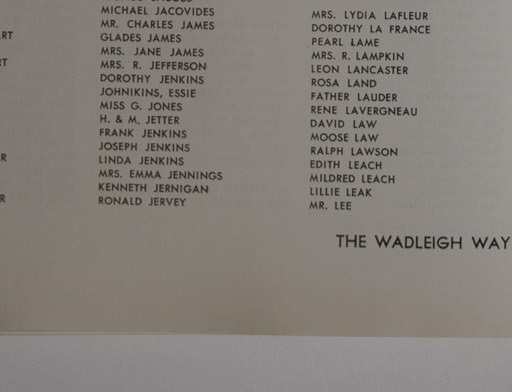 RT
RT
R
R
MICHAEL JACOVIDES
MR. CHARLES JAMES
GLADES JAMES
MRS. JANE JAMES
MRS. R. JEFFERSON
DOROTHY JENKINS
JOHNIKINS, ESSIE
MISS G. JONES
H. & M. JETTER
FRANK JENKINS
JOSEPH JENKINS
LINDA JENKINS
MRS. EMMA JENNINGS
KENNETH JERNIGAN
RONALD JERVEY
MRS. LYDIA LAFLEUR
DOROTHY LA FRANCE
PEARL LAME
MRS. R. LAMPKIN
LEON LANCASTER
ROSA LAND
FATHER LAUDER
RENE LAVERGNEAU
DAVID LAW
MOOSE LAW
RALPH LAWSON
EDITH LEACH
MILDRED LEACH
LILLIE LEAK
MR. LEE
THE WADLEIGH WAY